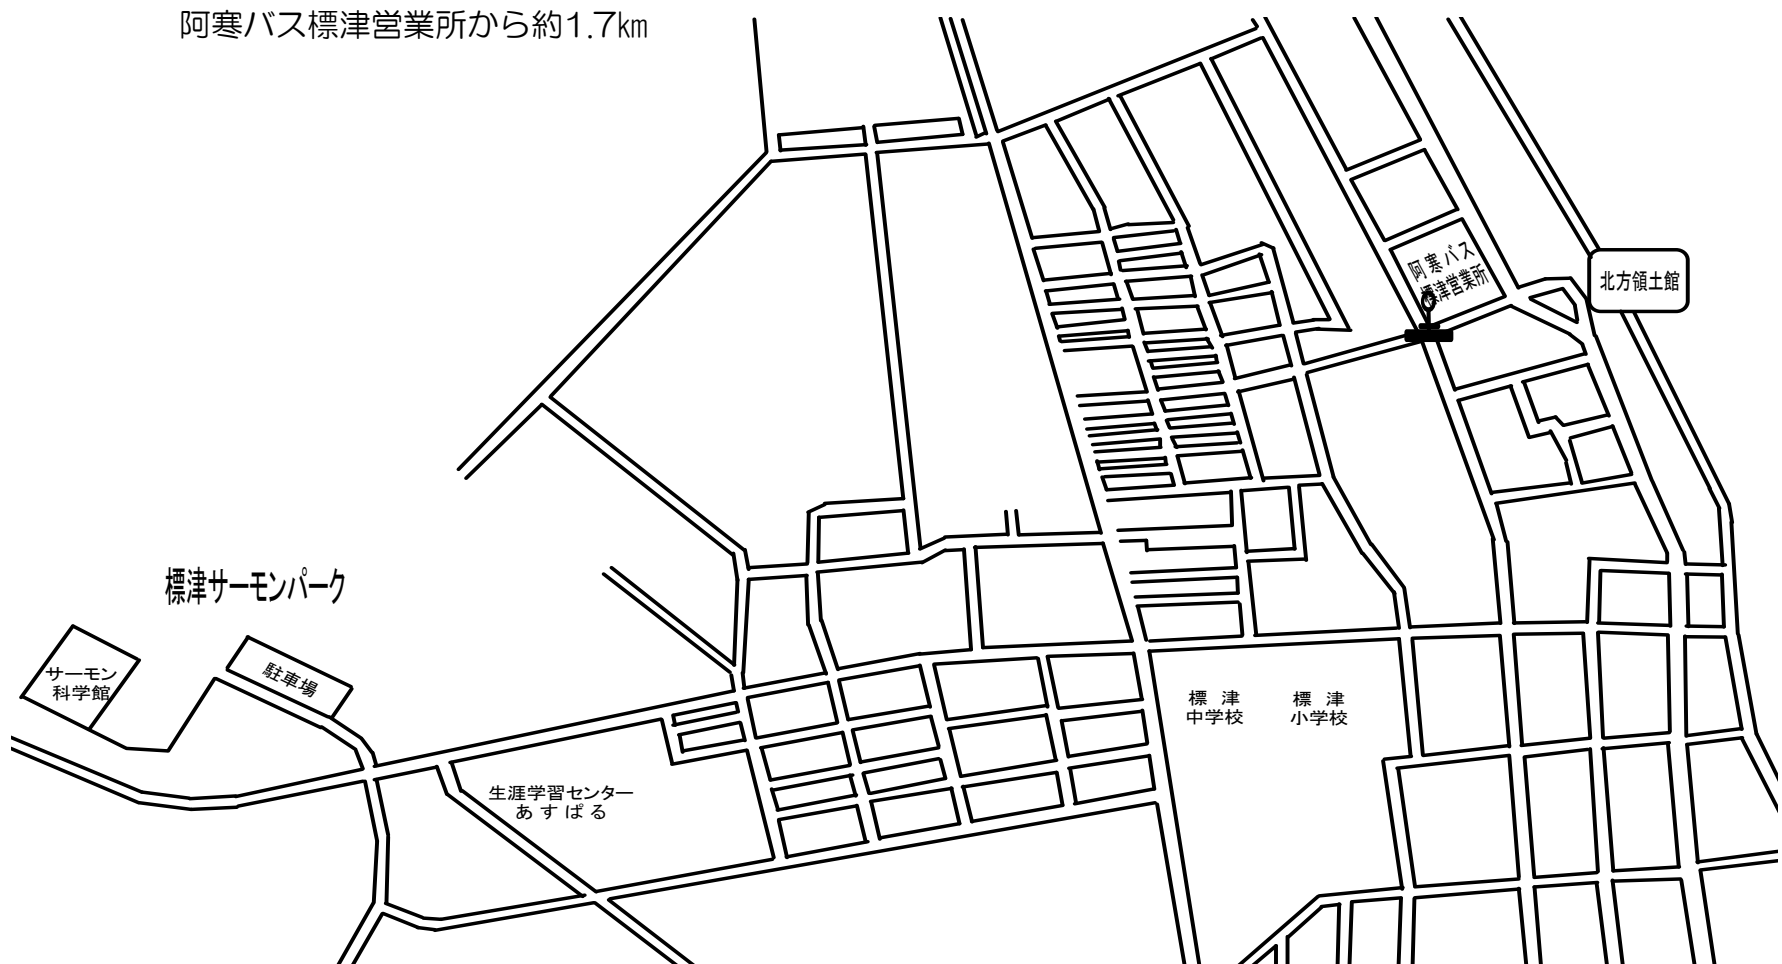 阿寒バス標津営業所から約1.7km
阿寒バス
標津営業所
北方領土館
標津サーモンパーク
サーモン
科学館
駐車場
標 津
中学校
標 津
小学校
生涯学習センター
あ す ぱ る